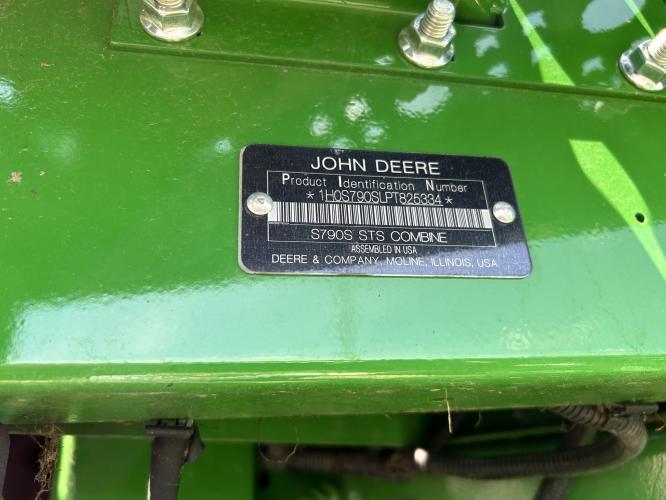 JOHN DEERE
Product Identification Number
*1H0S790SLPT825334*
S790S STS COMBINE
ASSEMBLED IN USA
DEERE & COMPANY, MOLINE, ILLINOIS, USA